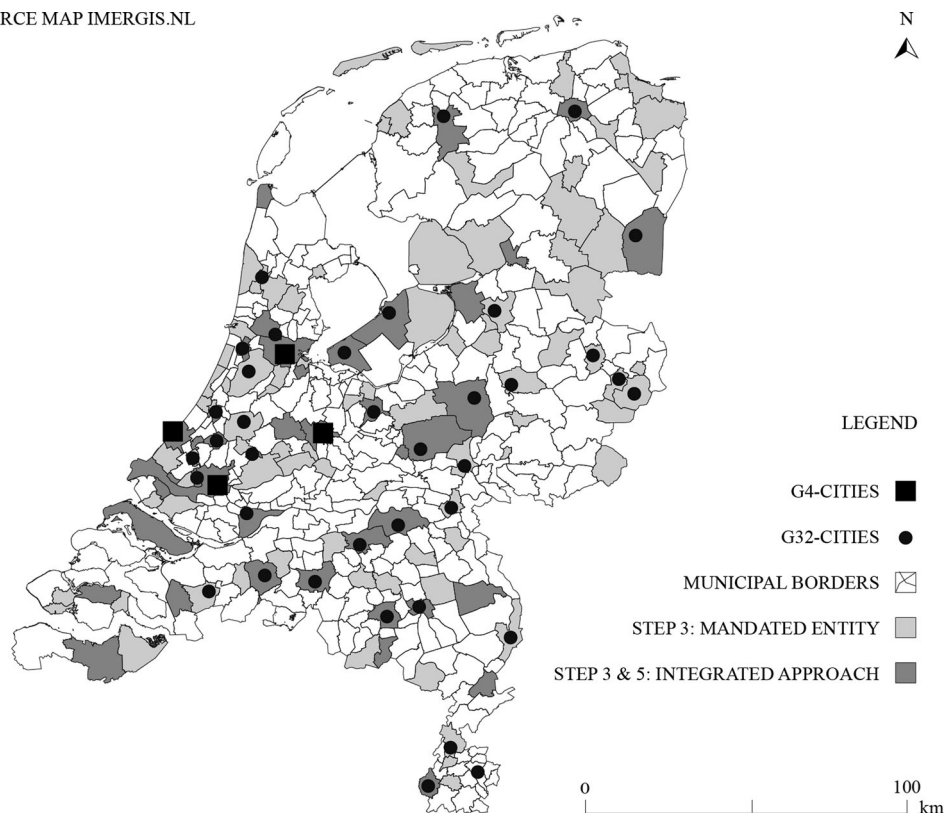 RCE MAP IMERGIS.NL
N
LEGEND
G4-CITIES
G32-CITIES
MUNICIPAL BORDERS
STEP 3: MANDATED ENTITY
STEP 3 & 5: INTEGRATED APPROACH
0 100
km